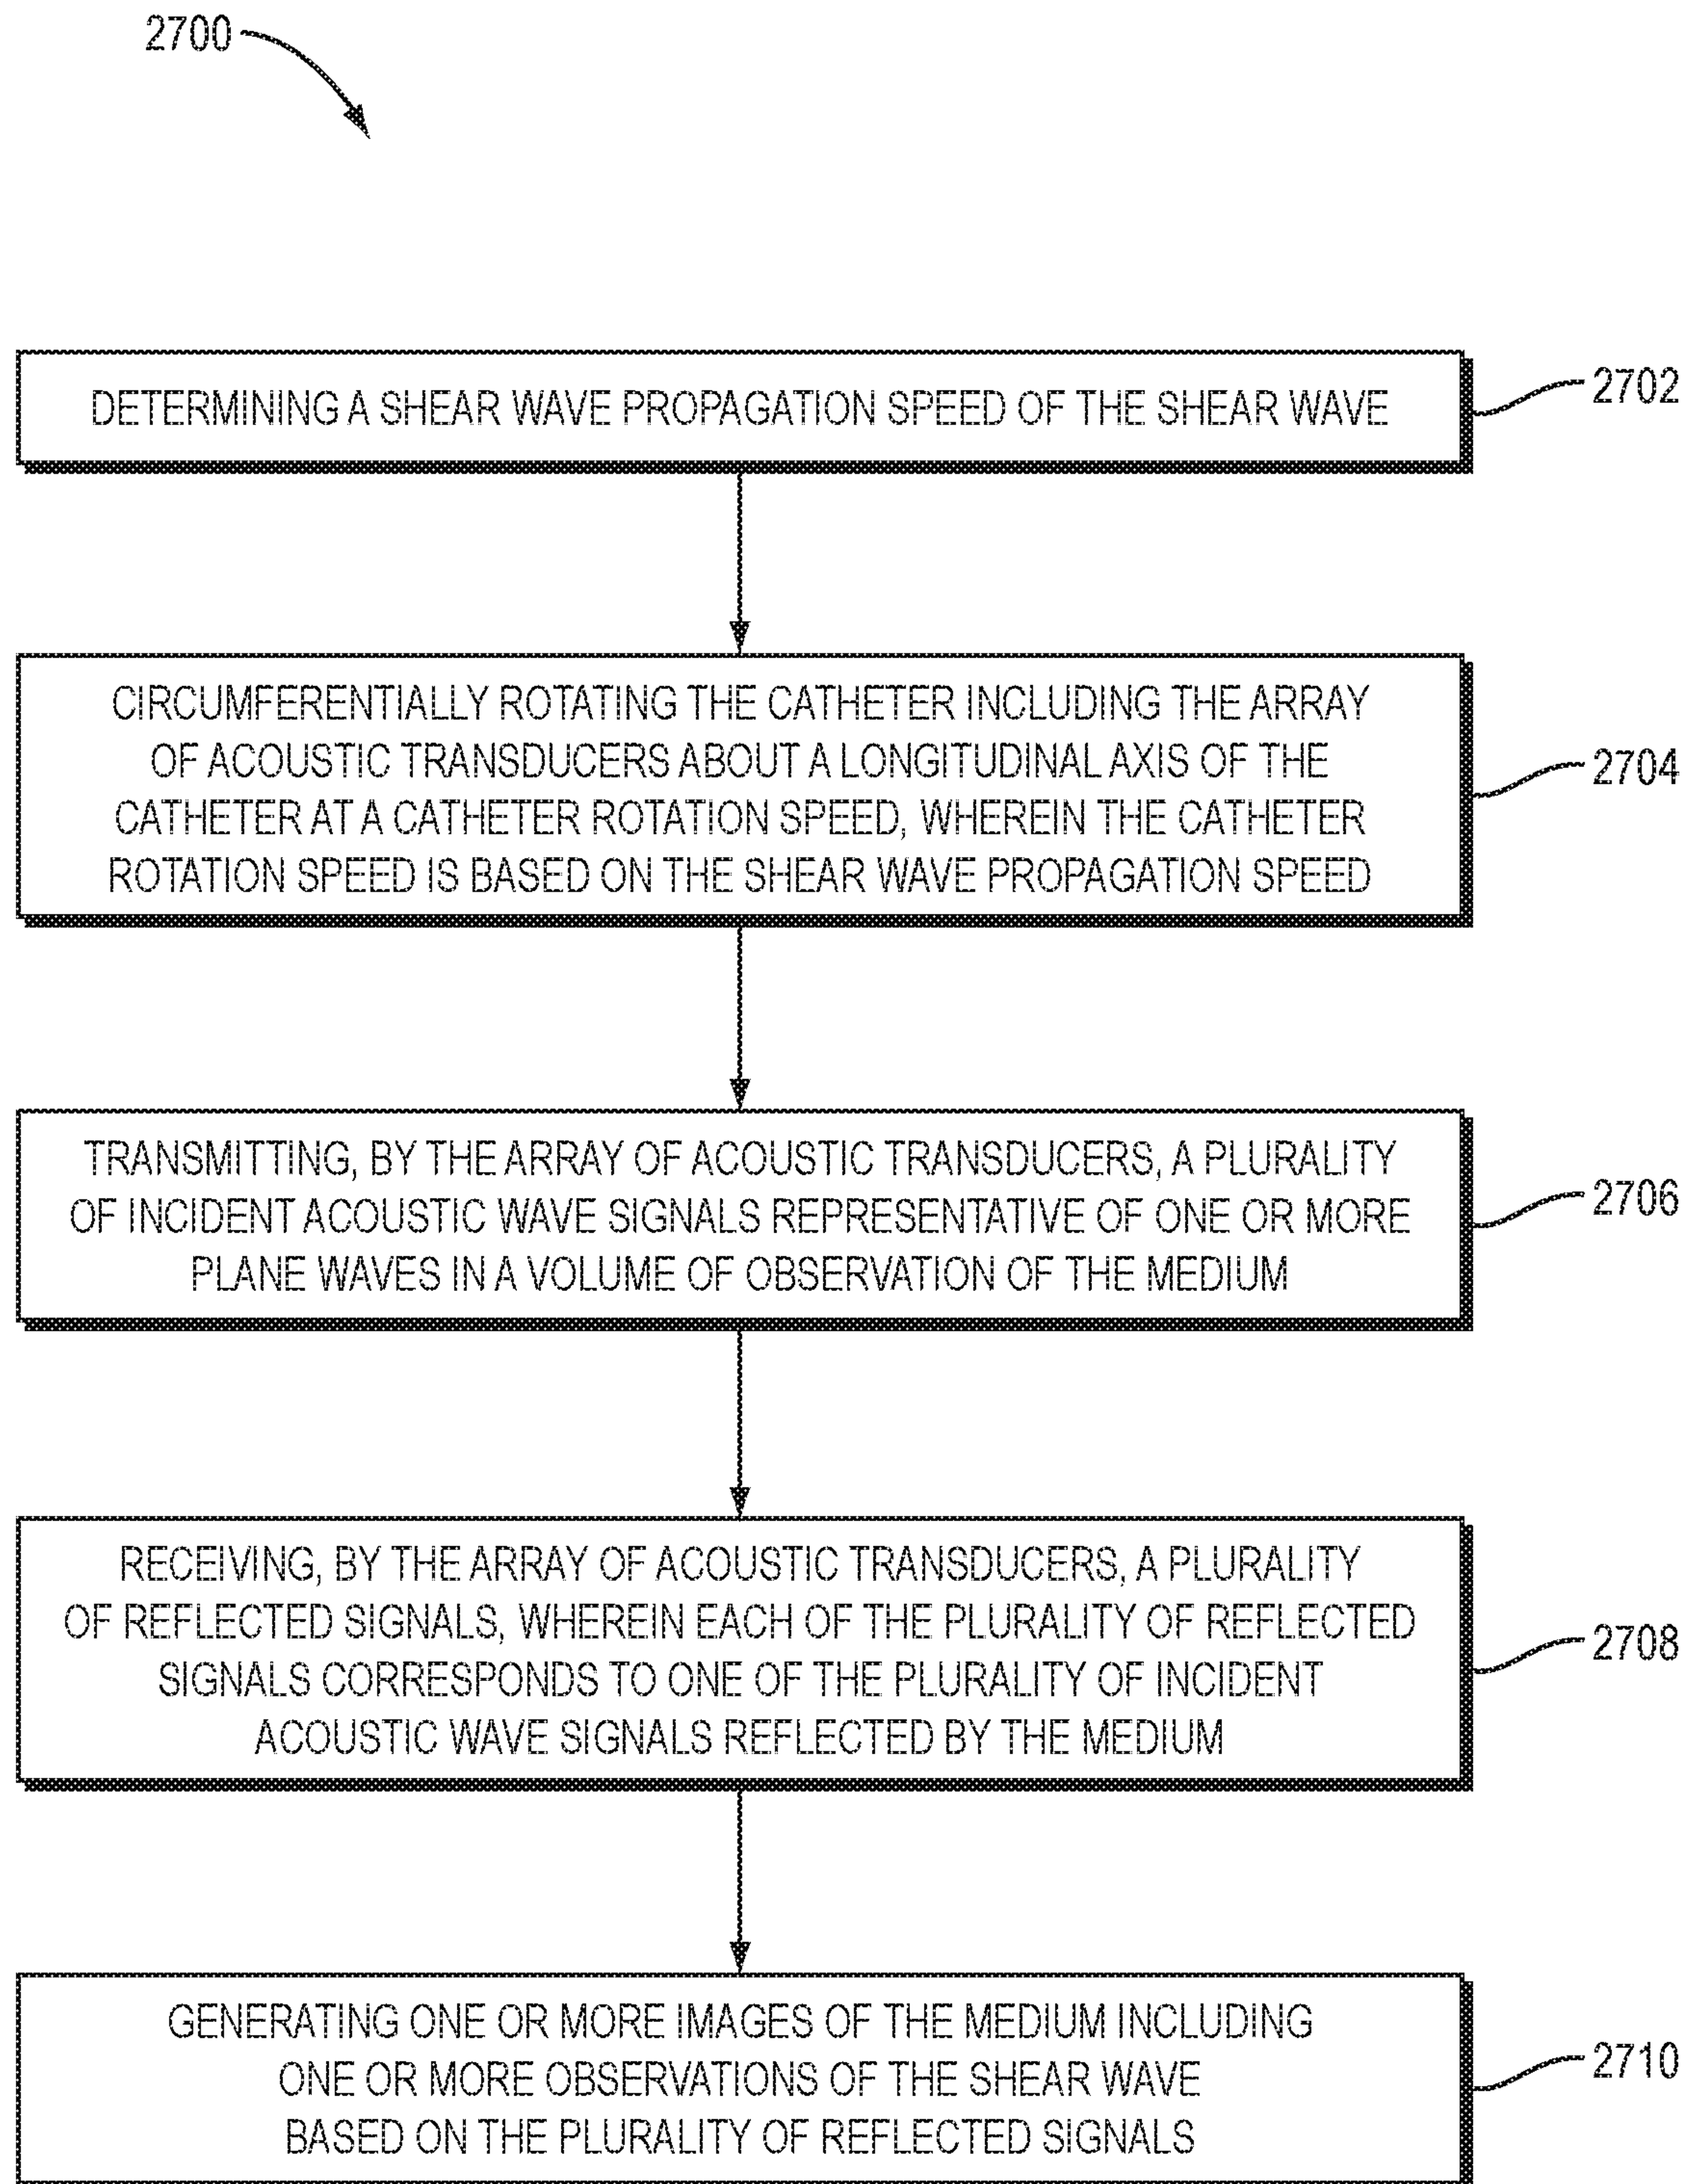 2700
DETERMINING A SHEAR WAVE PROPAGATION SPEED OF THE SHEAR WAVE
2702
CIRCUMFERENTIALLY ROTATING THE CATHETER INCLUDING THE ARRAY
OF ACOUSTIC TRANSDUCERS ABOUT A LONGITUDINAL AXIS OF THE
CATHETER AT A CATHETER ROTATION SPEED, WHEREIN THE CATHETER
ROTATION SPEED IS BASED ON THE SHEAR WAVE PROPAGATION SPEED
2704
TRANSMITTING, BY THE ARRAY OF ACOUSTIC TRANSDUCERS, A PLURALITY
OF INCIDENT ACOUSTIC WAVE SIGNALS REPRESENTATIVE OF ONE OR MORE
PLANE WAVES IN A VOLUME OF OBSERVATION OF THE MEDIUM
2706
RECEIVING, BY THE ARRAY OF ACOUSTIC TRANSDUCERS, A PLURALITY
OF REFLECTED SIGNALS, WHEREIN EACH OF THE PLURALITY OF REFLECTED
SIGNALS CORRESPONDS TO ONE OF THE PLURALITY OF INCIDENT
ACOUSTIC WAVE SIGNALS REFLECTED BY THE MEDIUM
2708
GENERATING ONE OR MORE IMAGES OF THE MEDIUM INCLUDING
ONE OR MORE OBSERVATIONS OF THE SHEAR WAVE
BASED ON THE PLURALITY OF REFLECTED SIGNALS
2710